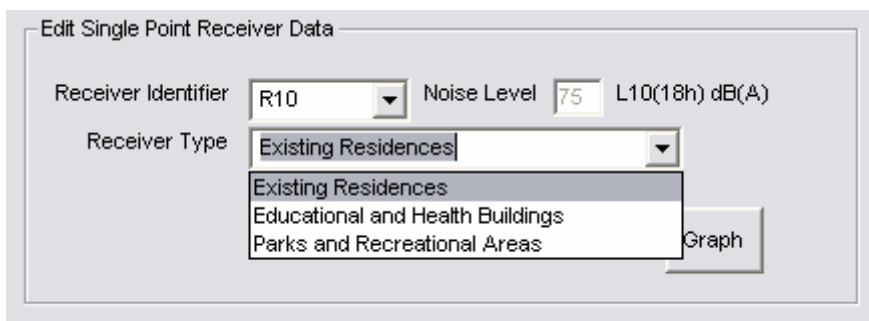 Edit Single Point Receiver Data
Receiver Identifier R10 Noise Level 75 L10(18h) dB(A)
Receiver Type Existing Residences
Existing Residences
Educational and Health Buildings
Parks and Recreational Areas
Graph